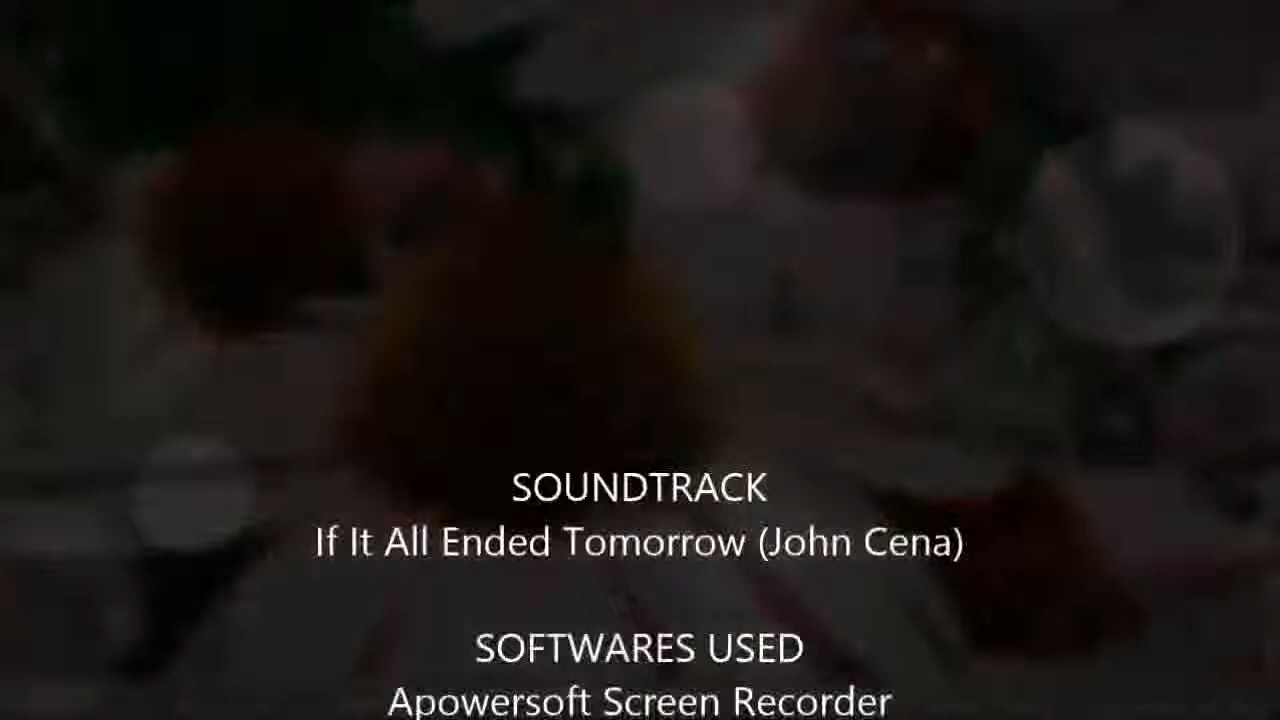 SOUNDTRACK
If It All Ended Tomorrow (John Cena)
SOFTWARES USED
Apowersoft Screen Recorder